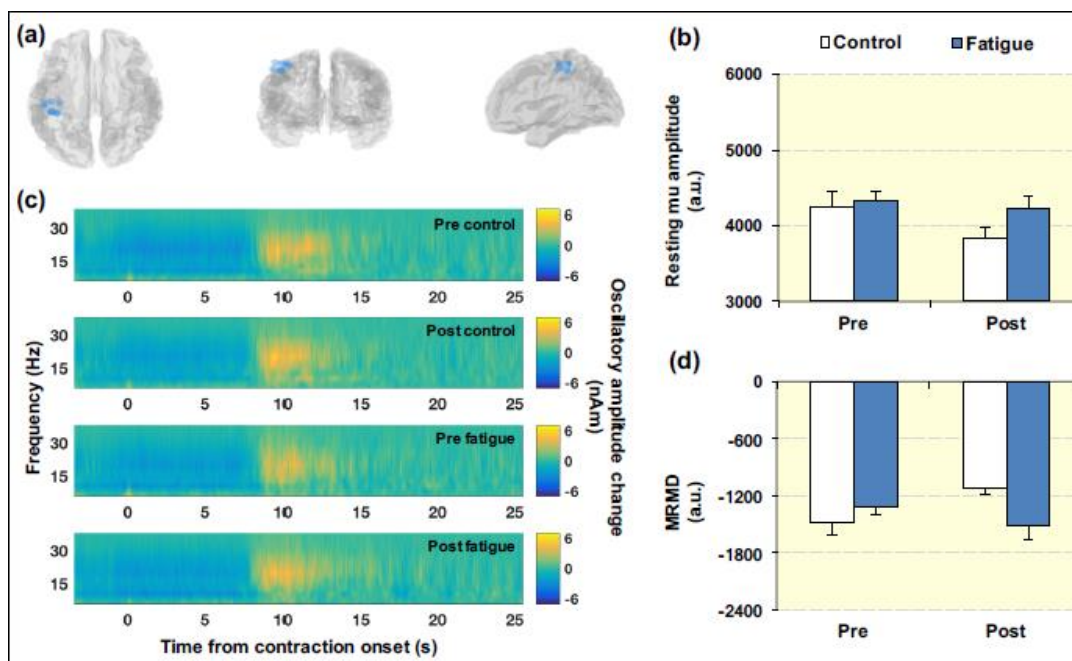 (a)
(b)
Control
Fatigue
6000
5000
4000
3000
Resting mu amplitude
(a.u.)
Pre
Post
(c)
30
15
Pre control
6
0
-6
0
5
10
15
20
25
30
15
Post control
6
0
-6
0
5
10
15
20
25
30
15
Pre fatigue
6
0
-6
0
5
10
15
20
25
30
15
Post fatigue
6
0
-6
0
5
10
15
20
25
Frequency (Hz)
Time from contraction onset (s)
Oscillatory amplitude change
(nAm)
(d)
0
-600
-1200
-1800
-2400
MRMD
(a.u.)
Pre
Post